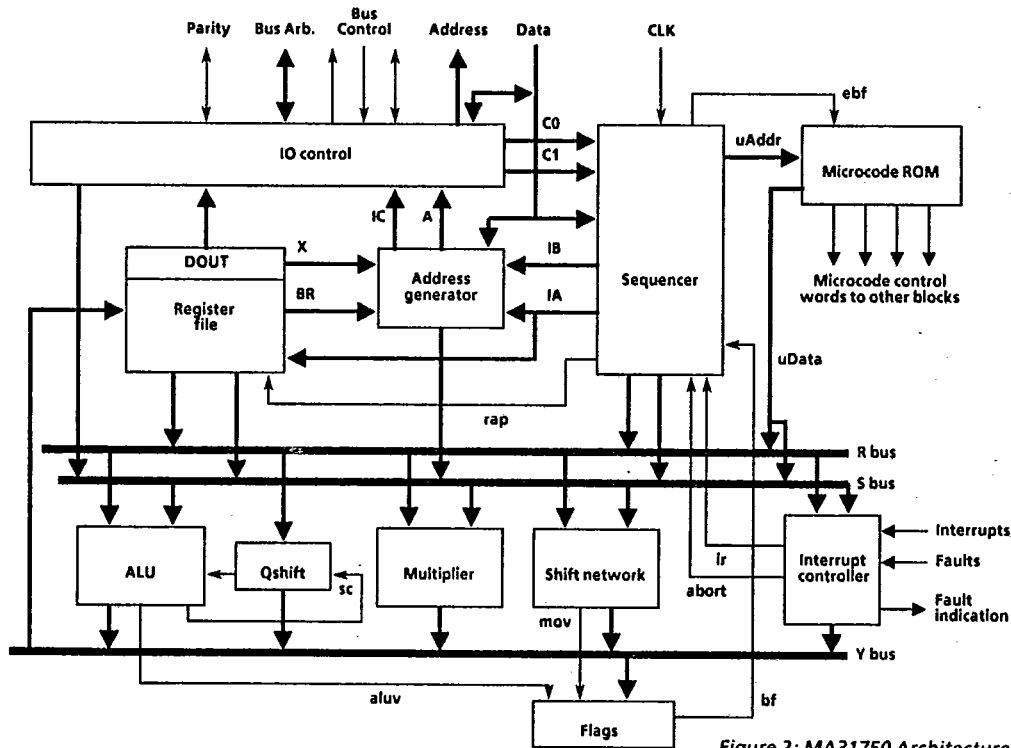 Parity
Bus Arb.
Bus
Control
Address
Data
CLK
ebf
IO control
C0
C1
uAddr
Microcode ROM
IC
A
X
DOUT
BR
Register
file
Address
generator
IB
IA
Sequencer
Microcode control
words to other blocks
uData
rap
R bus
S bus
ALU
Qshift
sc
Multiplier
Shift network
ir
abort
Interrupt
controller
Interrupts
Faults
Fault
indication
mov
Y bus
aluv
bf
Flags
Figure 2: MA31750 Architecture